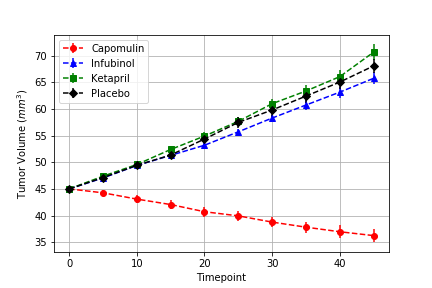 Capomulin
Infubinol
Ketapril
Placebo
70
65
60
55
50
45
40
35
Tumor Volume (mm³)
0 10 20 30 40
Timepoint